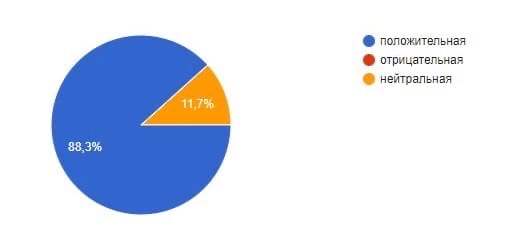 положительная
отрицательная
нейтральная
11,7%
88,3%